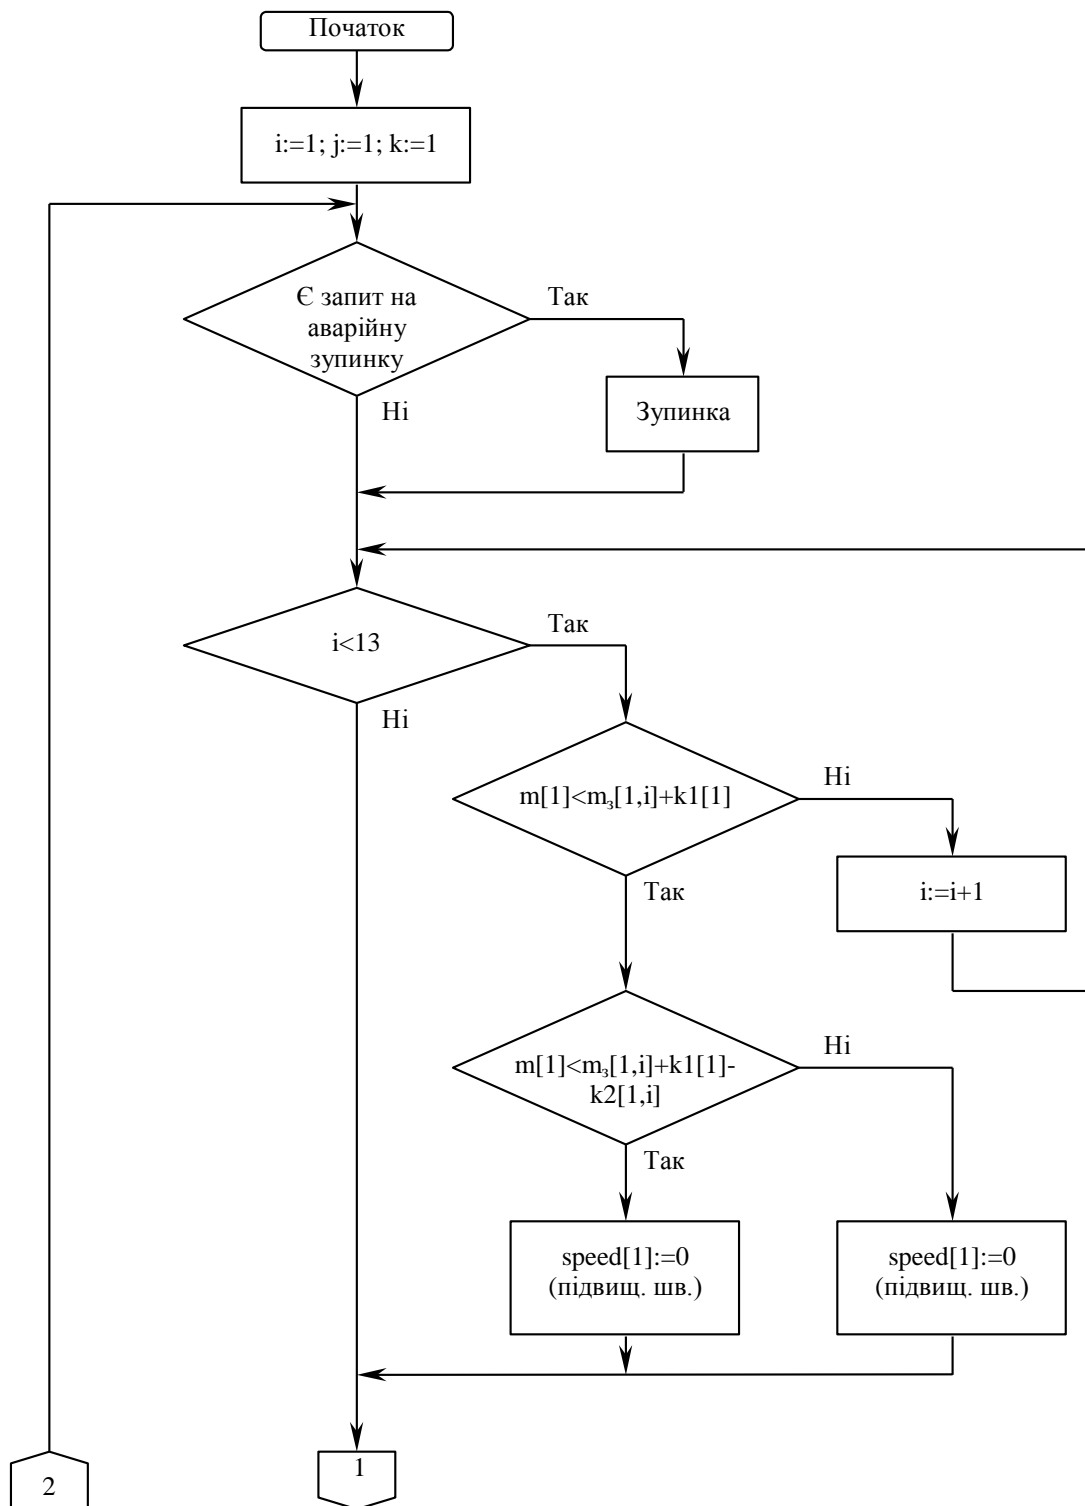 Початок
i:=1; j:=1; k:=1
Є запит на
аварійну
зупинку
Так
Ні
Зупинка
i<13
Так
Ні
m[1]<mз[1,i]+k1[1]
Ні
Так
i:=i+1
m[1]<mз[1,i]+k1[1]-
k2[1,i]
Ні
Так
speed[1]:=0
(підвищ. шв.)
speed[1]:=0
(підвищ. шв.)
2
1